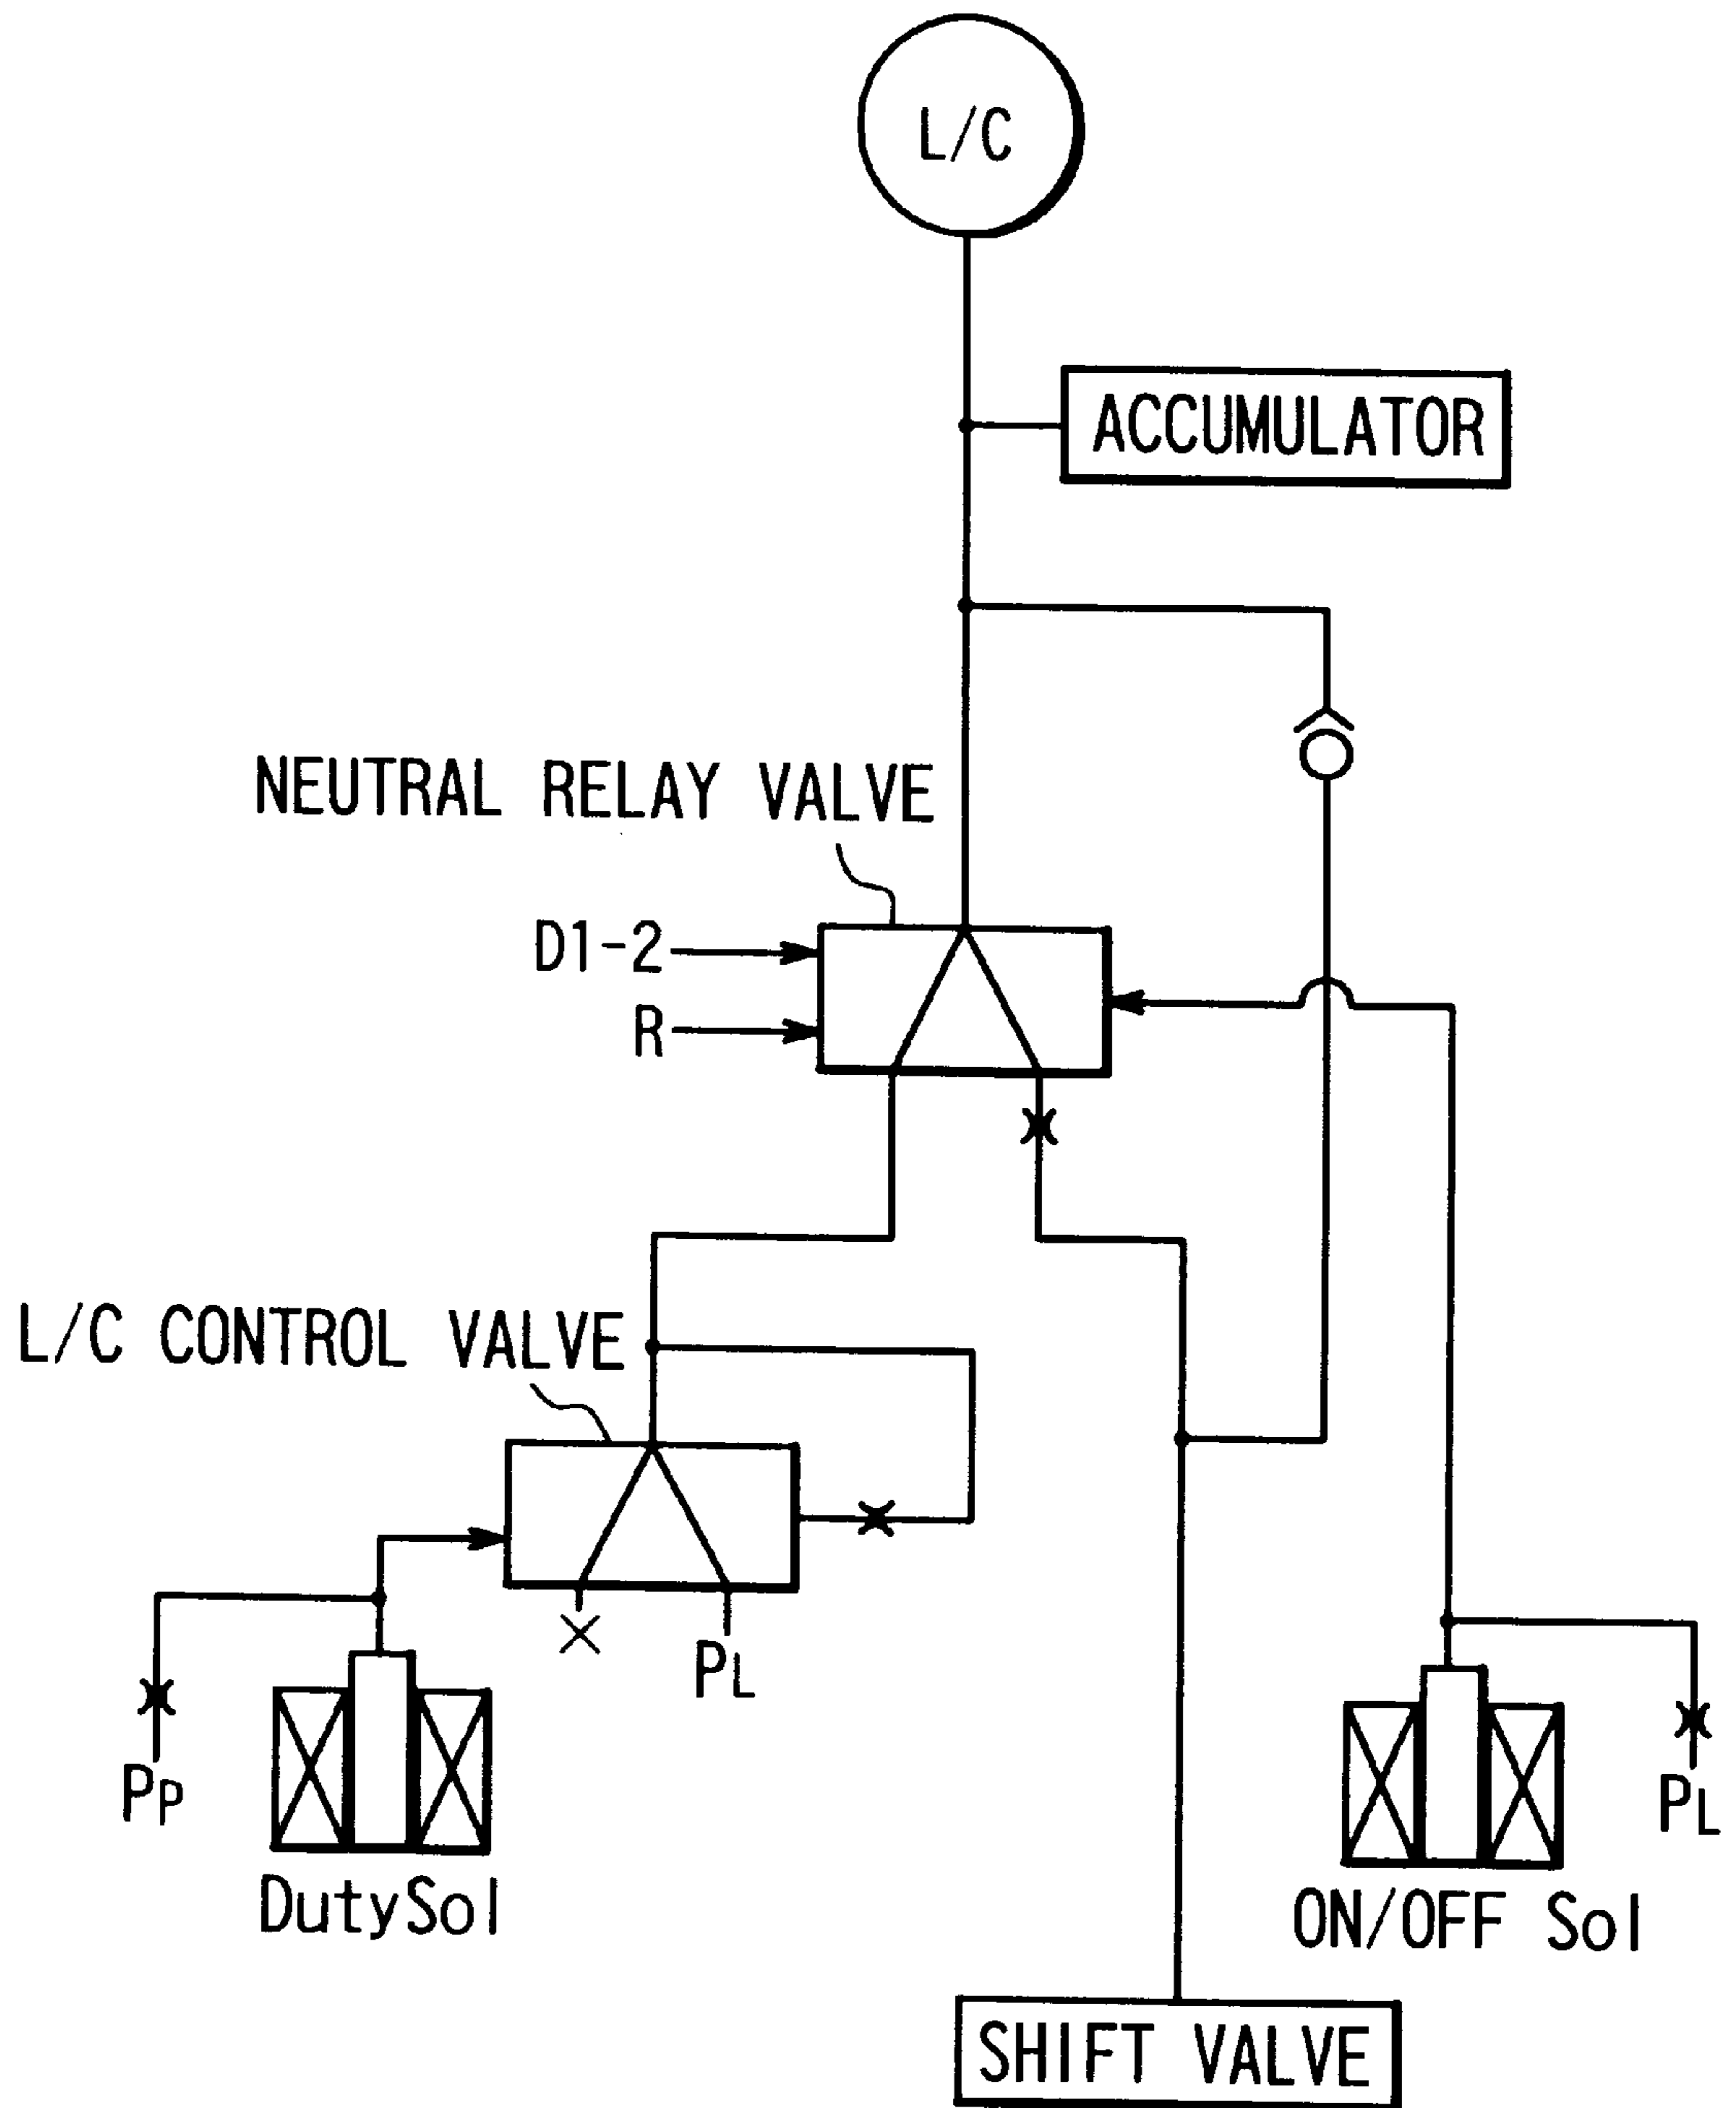 L/C
ACCUMULATOR
NEUTRAL RELAY VALVE
D1-2
R
L/C CONTROL VALVE
PL
PP
PL
DutySol
ON/OFF Sol
SHIFT VALVE